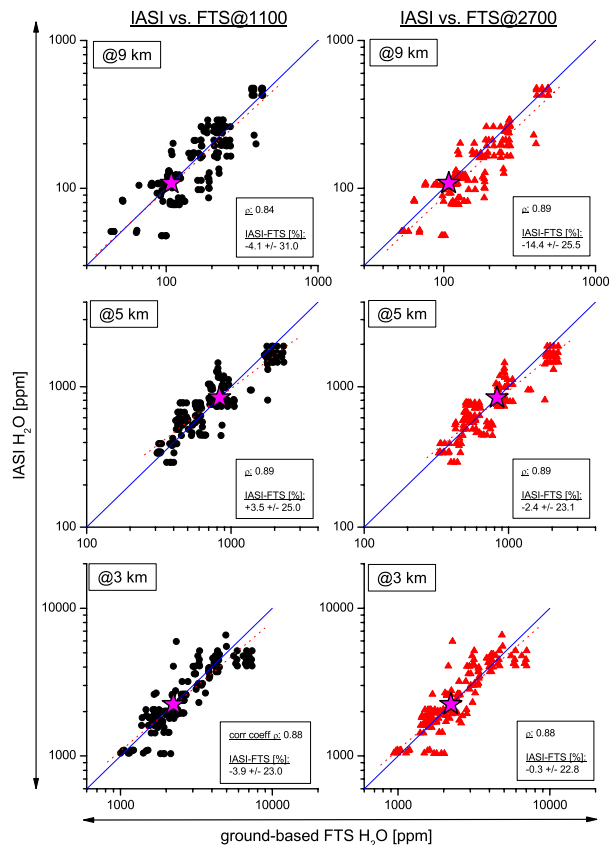 IASI vs. FTS@1100
IASI vs. FTS@2700
1000
@9 km
100
ρ: 0.84
IASI-FTS [%]:
-4.1 +/- 31.0
100
1000
@9 km
ρ: 0.89
IASI-FTS [%]:
-14.4 +/- 25.5
100
1000
IASI H₂O [ppm]
@5 km
1000
ρ: 0.89
IASI-FTS [%]:
+3.5 +/- 25.0
100
100
1000
@5 km
ρ: 0.89
IASI-FTS [%]:
-2.4 +/- 23.1
100
1000
@3 km
10000
corr coeff ρ: 0.88
IASI-FTS [%]:
-3.9 +/- 23.0
1000
1000
10000
@3 km
ρ: 0.88
IASI-FTS [%]:
-0.3 +/- 22.8
1000
10000
ground-based FTS H₂O [ppm]